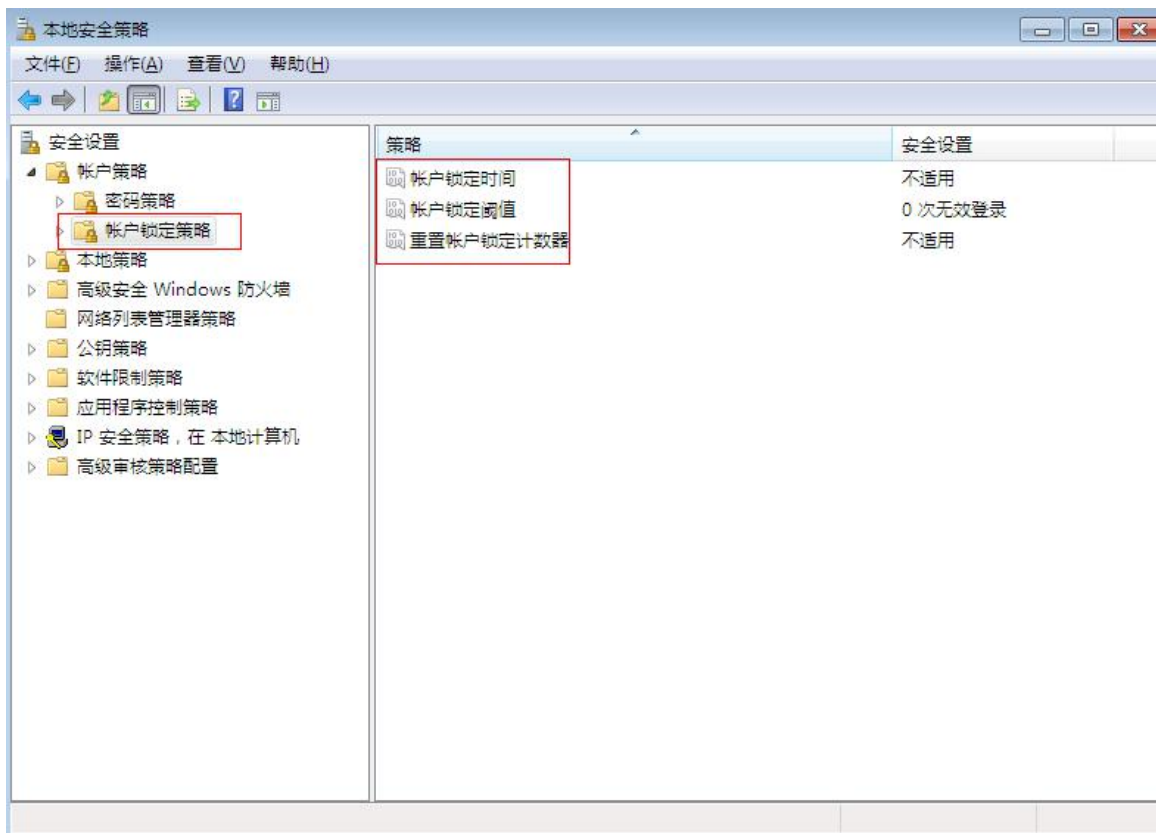 本地安全策略
文件(F) 操作(A) 查看(V) 帮助(H)
安全设置
帐户策略
密码策略
帐户锁定策略
本地策略
高级安全 Windows 防火墙
网络列表管理器策略
公钥策略
软件限制策略
应用程序控制策略
IP 安全策略，在 本地计算机
高级审核策略配置
策略 安全设置
帐户锁定时间 不适用
帐户锁定阈值 0 次无效登录
重置帐户锁定计数器 不适用